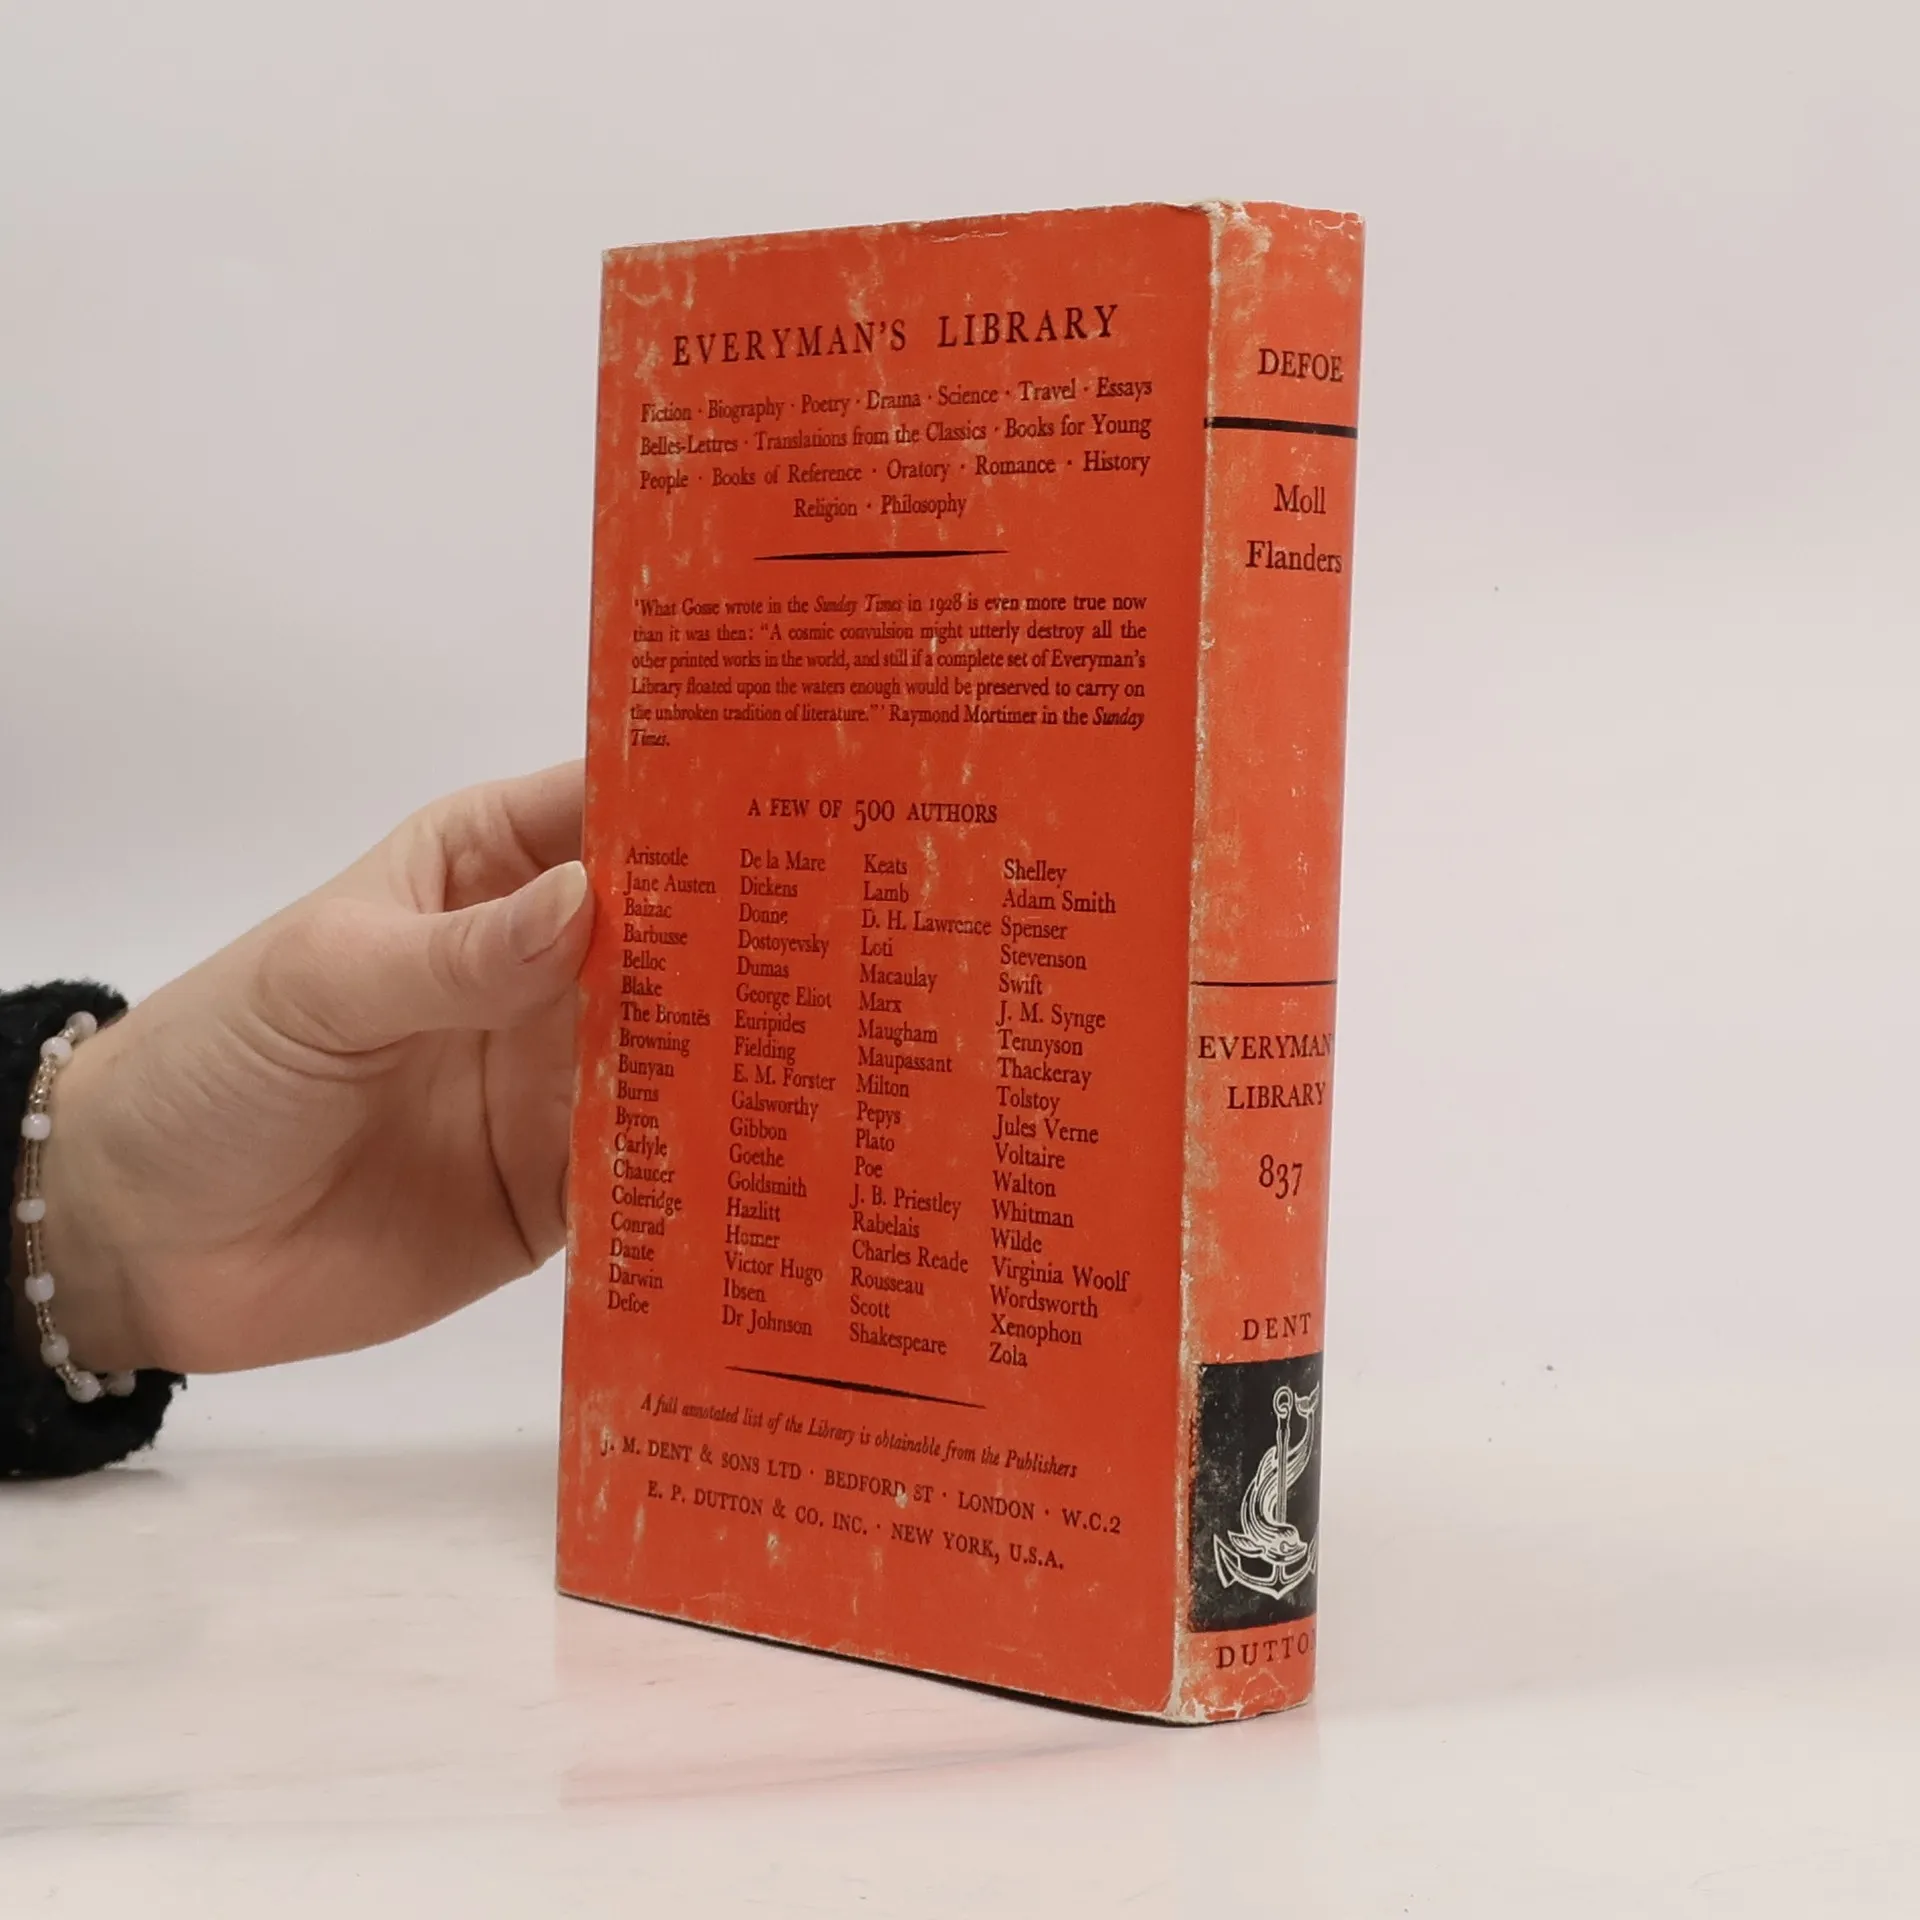 EVERYMAN'S LIBRARY
Fiction · Biography · Poetry · Drama · Science · Travel · Essays
Belles-Lettres · Translations from the Classics · Books for Young
People · Books of Reference · Oratory · Romance · History
Religion · Philosophy
'What Gosse wrote in the Sunday Times in 1928 is even more true now
than it was then: "A cosmic convulsion might utterly destroy all the
other printed works in the world, and still if a complete set of Everyman's
Library floated upon the waters enough would be preserved to carry on
the unbroken tradition of literature."' Raymond Mortimer in the Sunday
Times.
A FEW OF 500 AUTHORS
Aristotle
Jane Austen
Balzac
Barbusse
Belloc
Blake
The Brontës
Browning
Bunyan
Burns
Byron
Carlyle
Chaucer
Coleridge
Conrad
Dante
Darwin
Defoe
De la Mare
Dickens
Donne
Dostoyevsky
Dumas
George Eliot
Euripides
Fielding
E. M. Forster
Galsworthy
Gibbon
Goethe
Goldsmith
Hazlitt
Homer
Victor Hugo
Ibsen
Dr Johnson
Keats
Lamb
D. H. Lawrence
Loti
Macaulay
Marx
Maugham
Maupassant
Milton
Pepys
Plato
Poe
J. B. Priestley
Rabelais
Charles Reade
Rousseau
Scott
Shakespeare
Shelley
Adam Smith
Spenser
Stevenson
Swift
J. M. Synge
Tennyson
Thackeray
Tolstoy
Jules Verne
Voltaire
Walton
Whitman
Wilde
Virginia Woolf
Wordsworth
Xenophon
Zola
A full annotated list of the Library is obtainable from the Publishers
J. M. DENT & SONS LTD · BEDFORD ST · LONDON · W.C.2
E. P. DUTTON & CO. INC. · NEW YORK, U.S.A.
DEFOE
Moll
Flanders
EVERYMAN'
LIBRARY
837
DENT
DUTTO